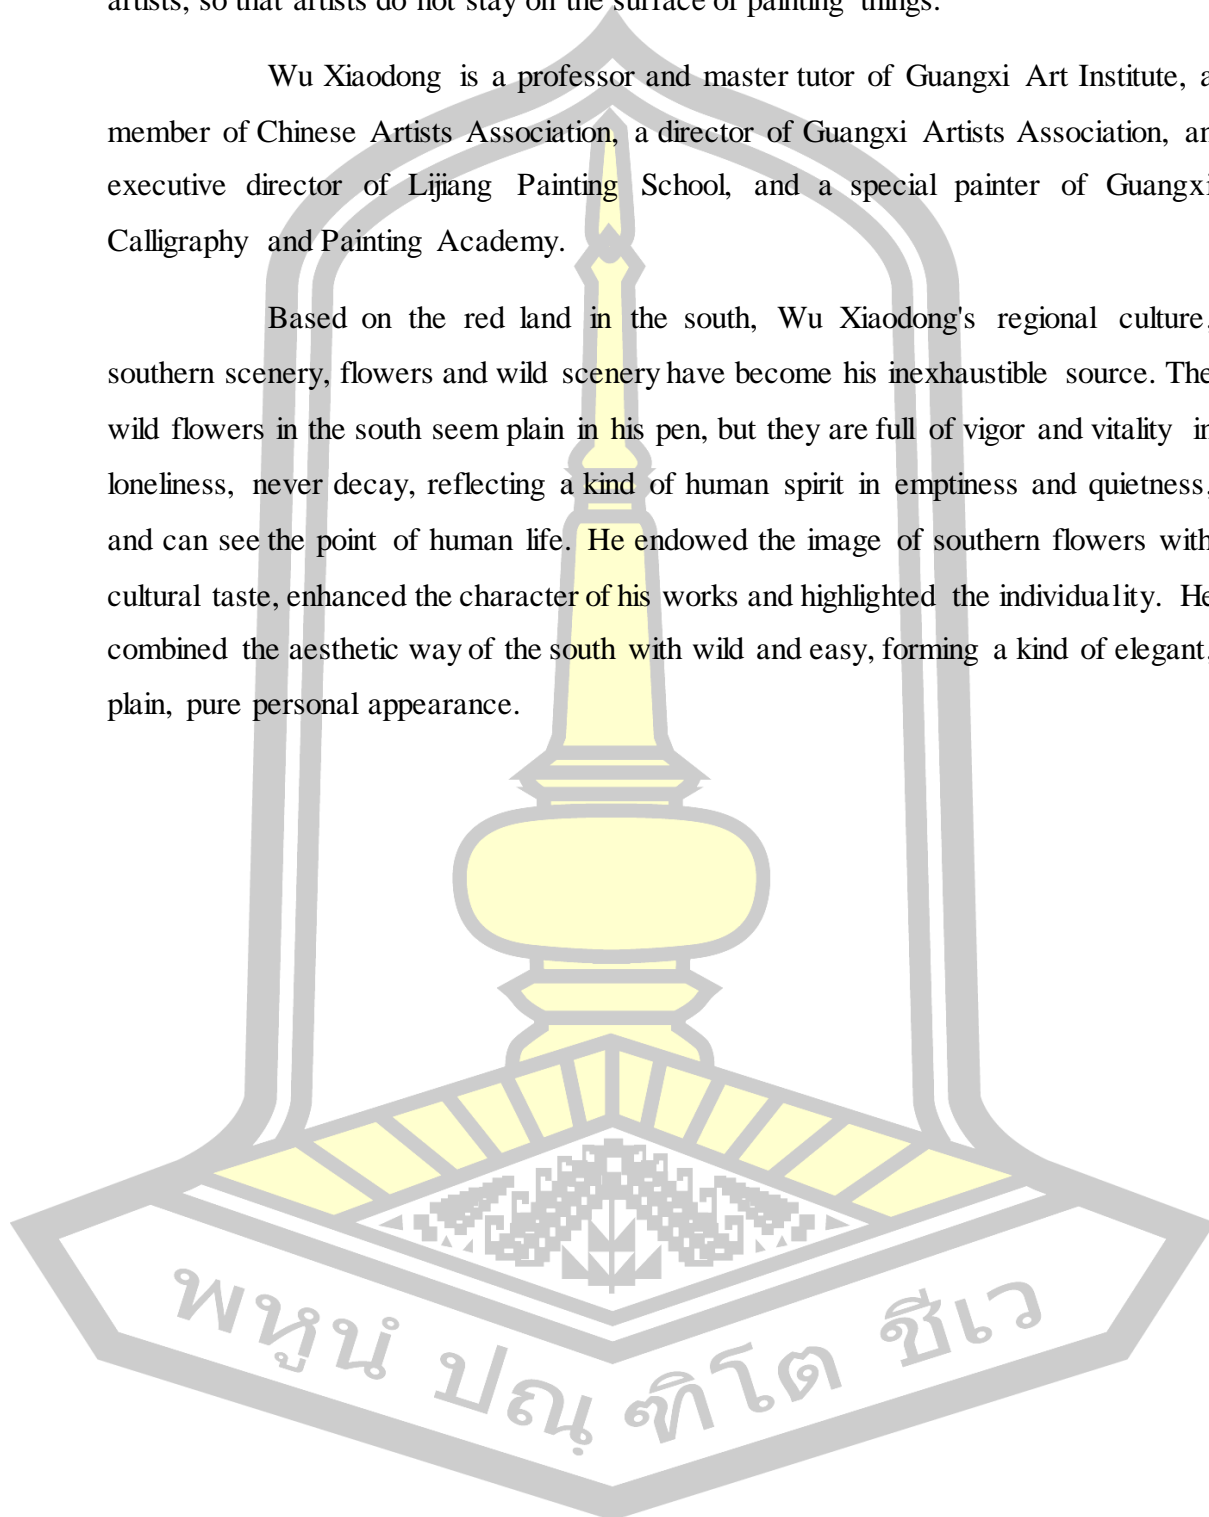 artists, so that artists do not stay on the surface of painting things.
Wu Xiaodong is a professor and master tutor of Guangxi Art Institute, a
member of Chinese Artists Association, a director of Guangxi Artists Association, an
executive director of Lijiang Painting School, and a special painter of Guangxi
Calligraphy and Painting Academy.
Based on the red land in the south, Wu Xiaodong's regional culture,
southern scenery, flowers and wild scenery have become his inexhaustible source. The
wild flowers in the south seem plain in his pen, but they are full of vigor and vitality in
loneliness, never decay, reflecting a kind of human spirit in emptiness and quietness,
and can see the point of human life. He endowed the image of southern flowers with
cultural taste, enhanced the character of his works and highlighted the individuality. He
combined the aesthetic way of the south with wild and easy, forming a kind of elegant,
plain, pure personal appearance.
พหูนํ ปณฺฑิโต ชีเว